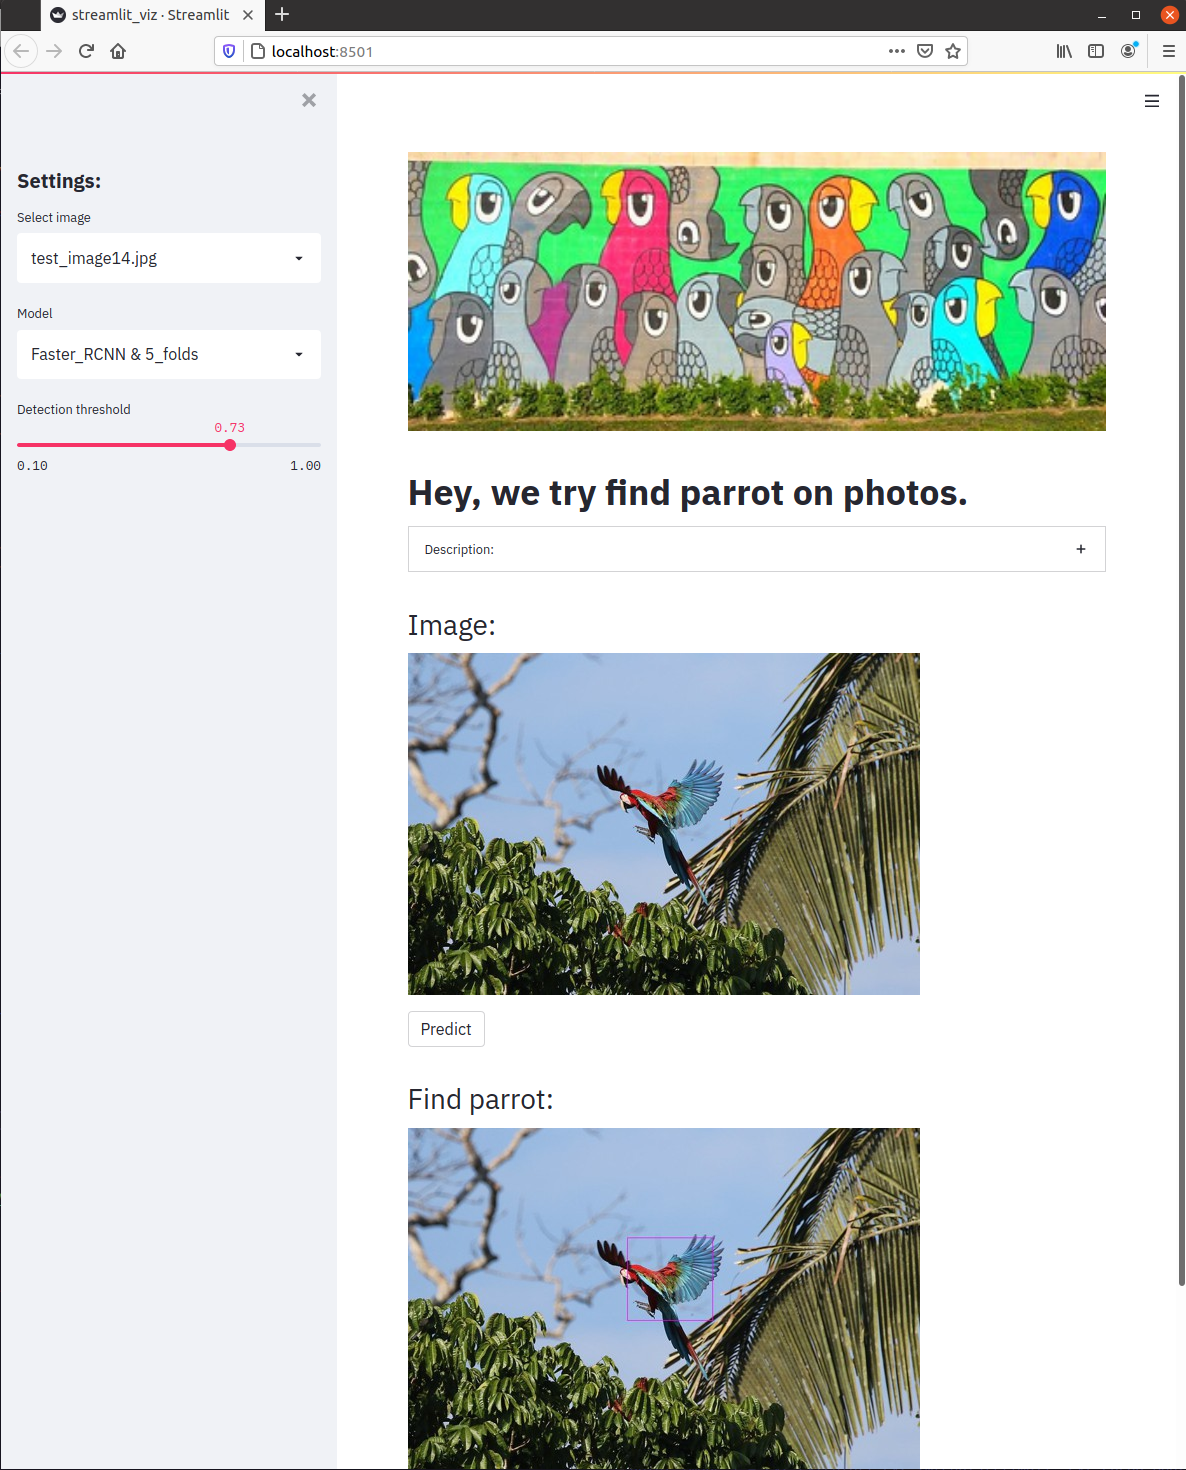 streamlit_viz · Streamlit
localhost:8501
Settings:
Select image
test_image14.jpg
Model
Faster_RCNN & 5_folds
Detection threshold
0.73
0.10 1.00
Hey, we try find parrot on photos.
Description:
Image:
Predict
Find parrot: